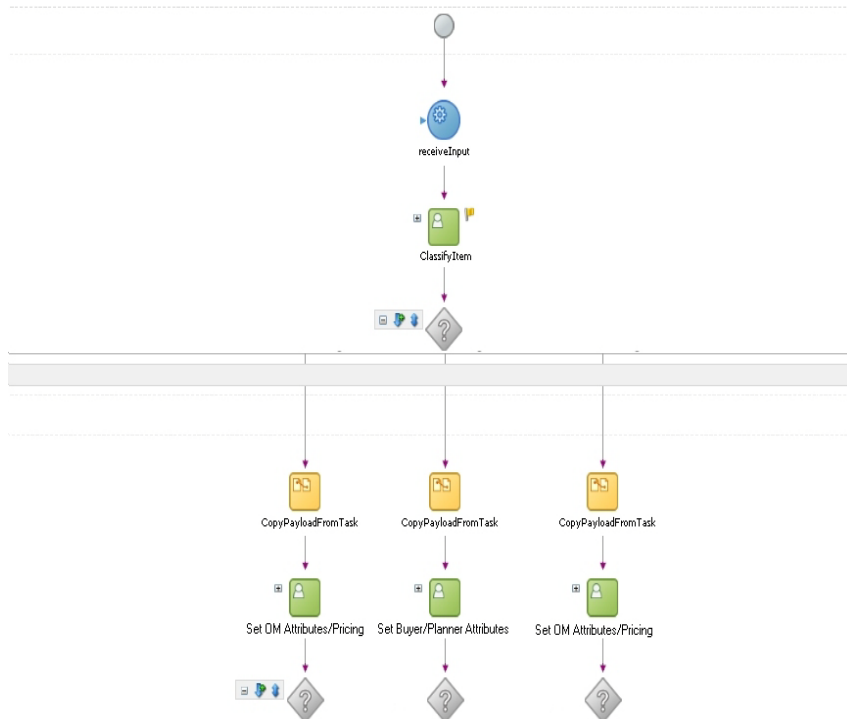 receiveInput
ClassifyItem
CopyPayloadFromTask CopyPayloadFromTask CopyPayloadFromTask
Set OM Attributes/Pricing Set Buyer/Planner Attributes Set OM Attributes/Pricing